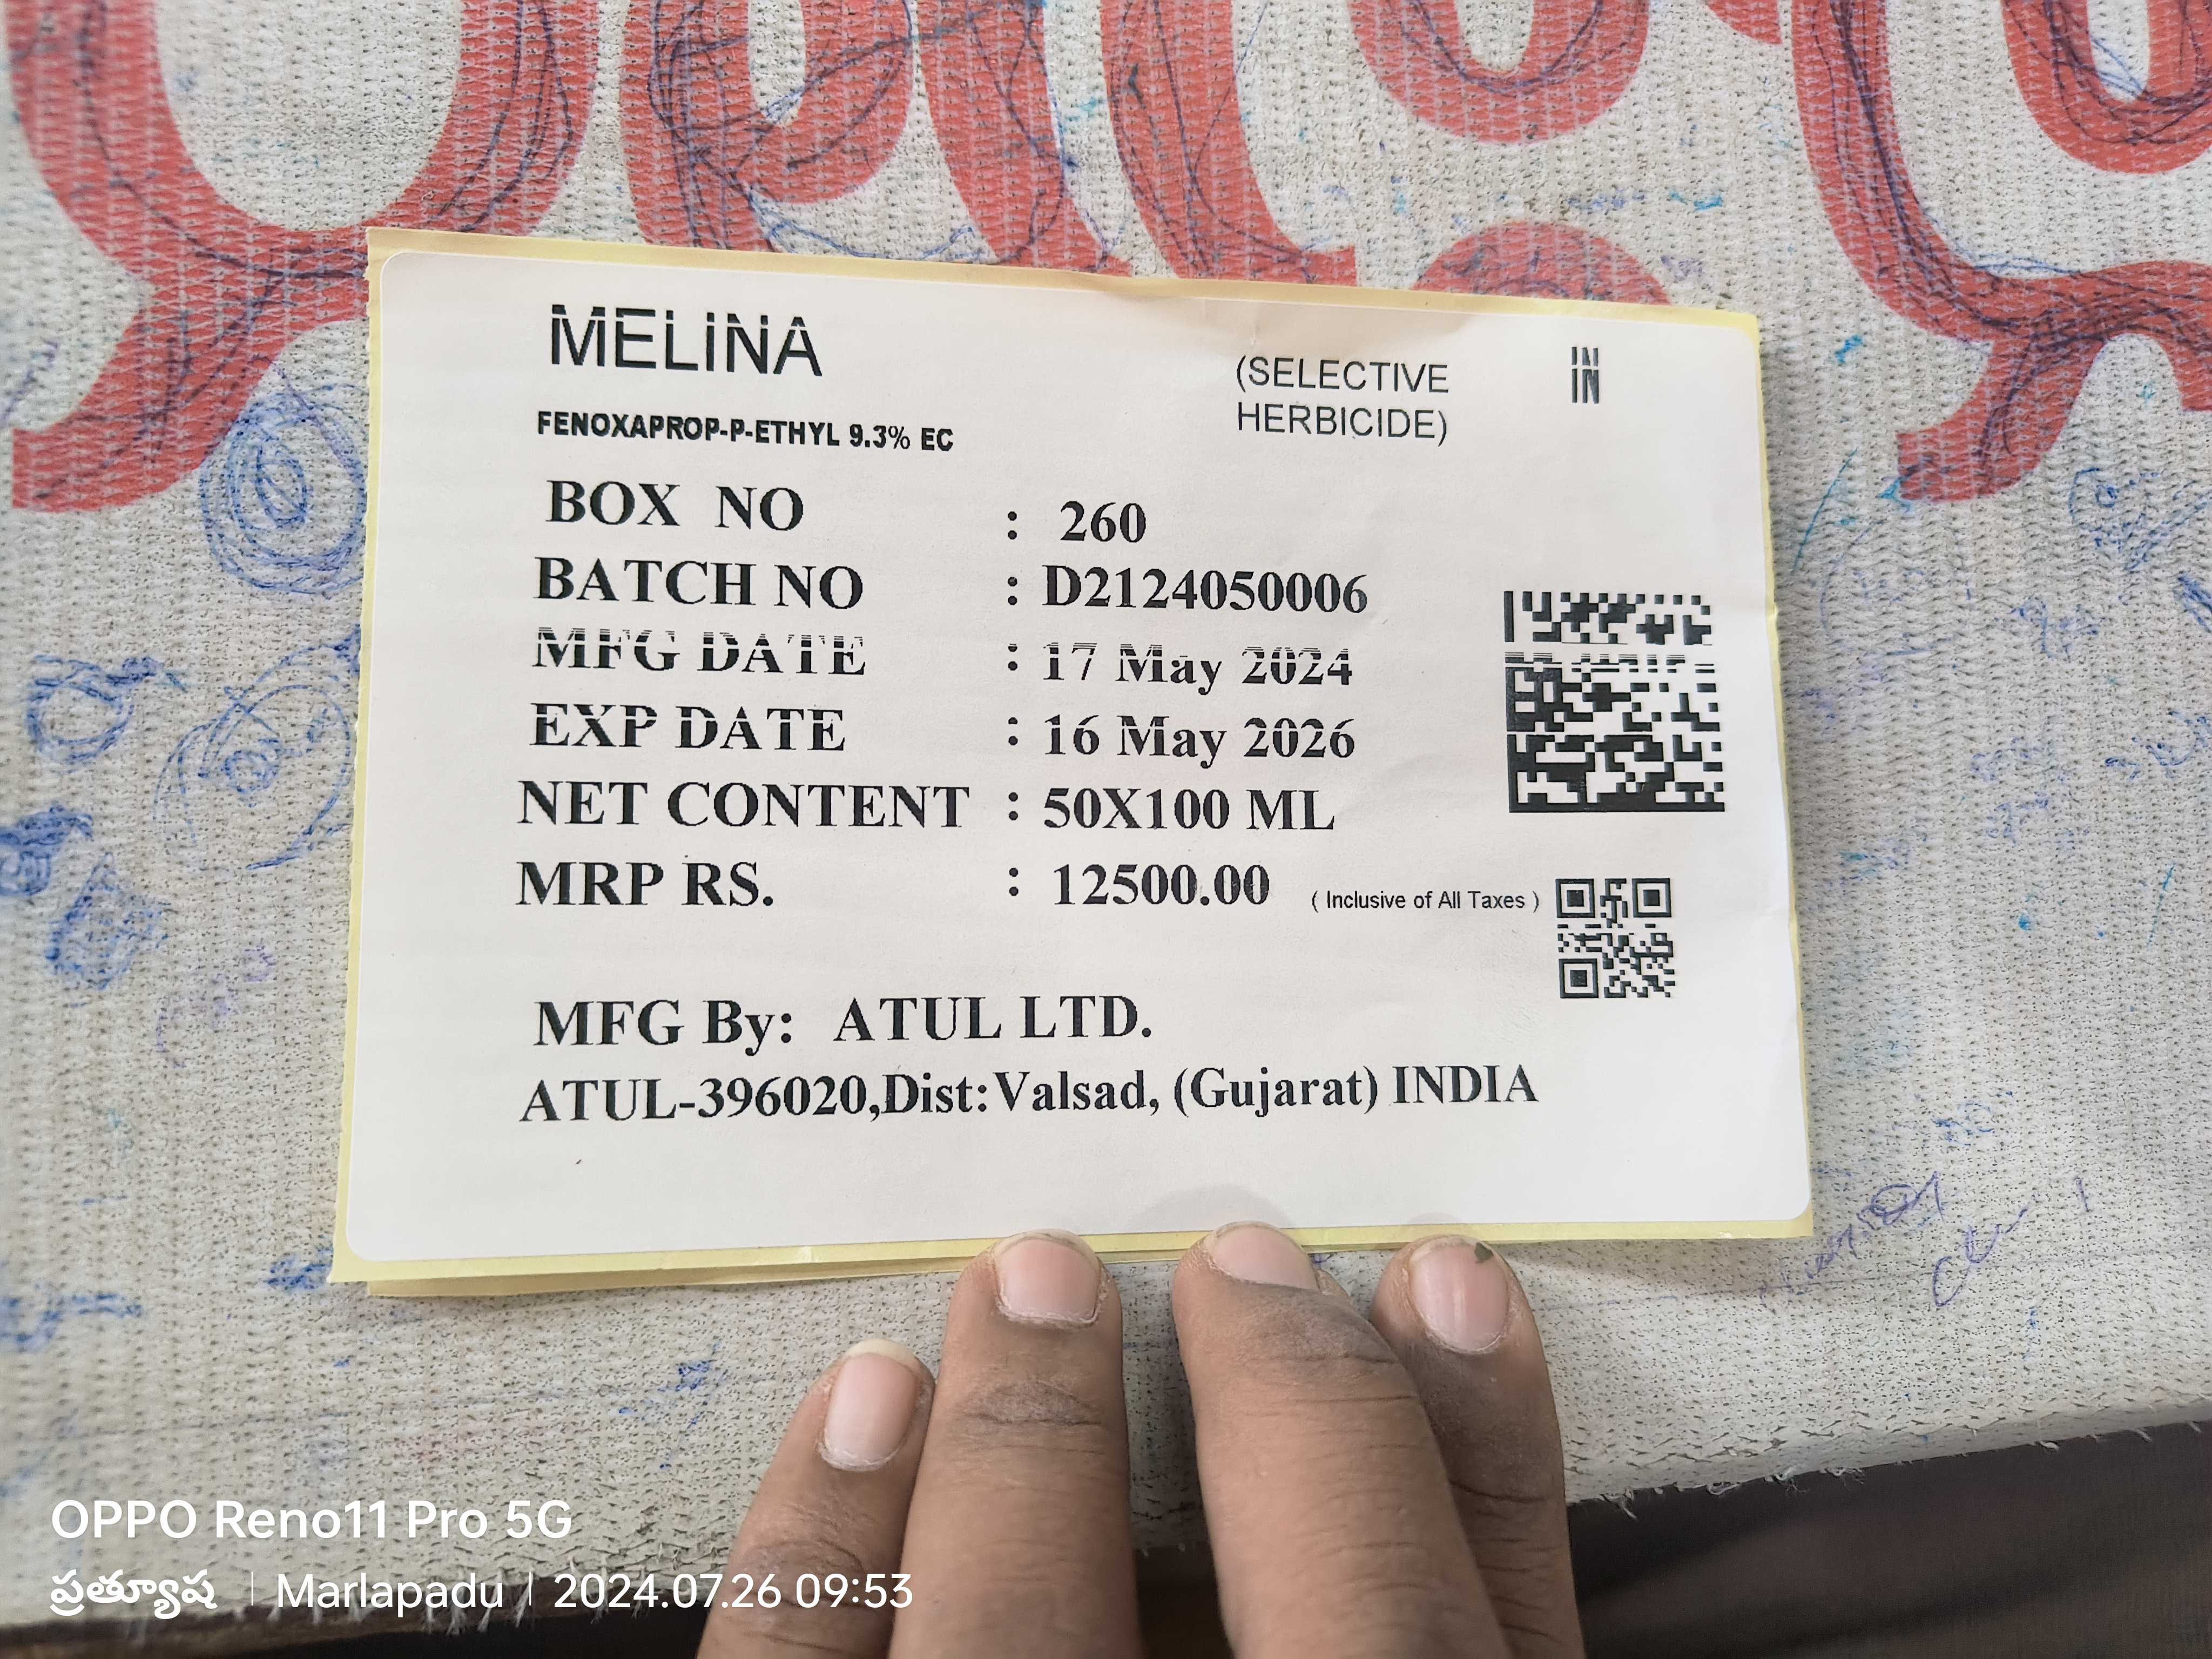 MELINA
(SELECTIVE
HERBICIDE)
IN
FENOXAPROP-P-ETHYL 9.3% EC
BOX NO : 260
BATCH NO : D2124050006
MFG DATE : 17 May 2024
EXP DATE : 16 May 2026
NET CONTENT : 50X100 ML
MRP RS. : 12500.00 ( Inclusive of All Taxes )
MFG By: ATUL LTD.
ATUL-396020,Dist:Valsad, (Gujarat) INDIA
OPPO Reno11 Pro 5G
ప్రత్యూష | Marlapadu | 2024.07.26 09:53